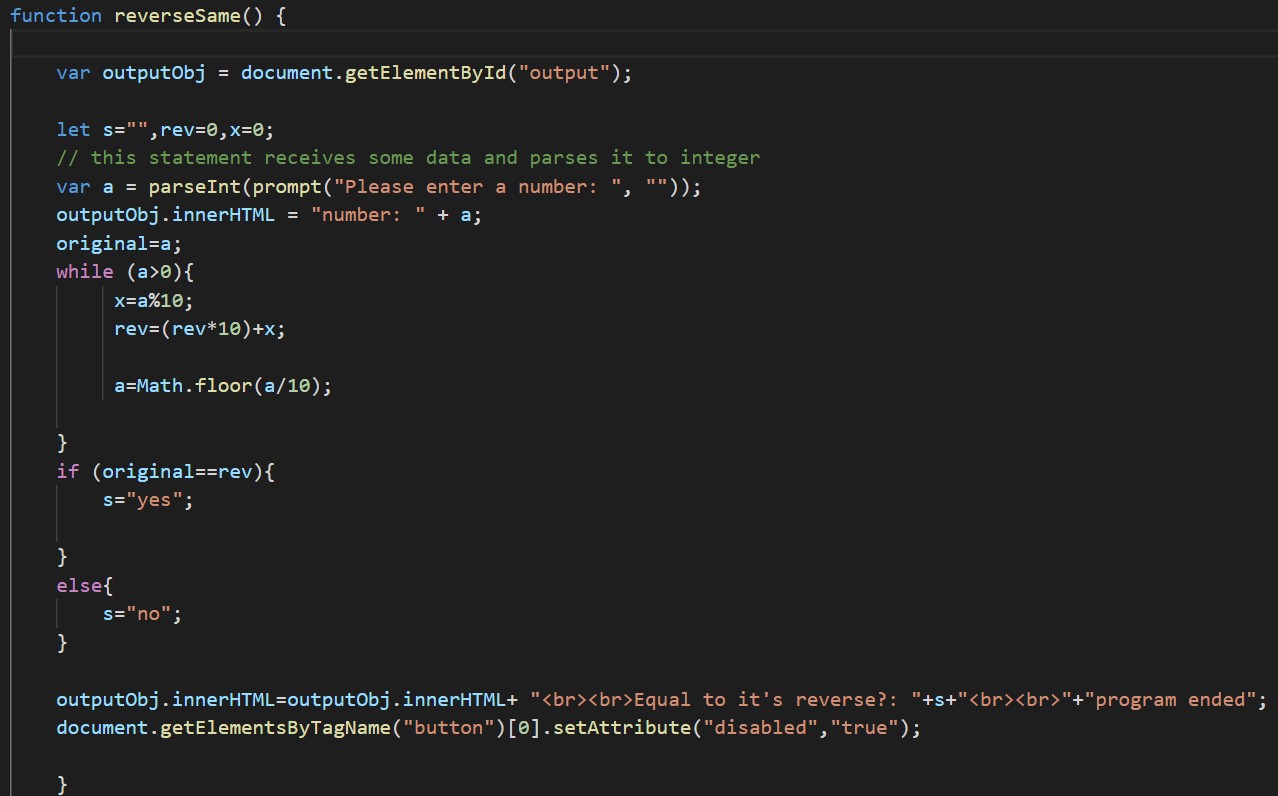 function reverseSame() {
    var outputObj = document.getElementById("output");
    let s="",rev=0,x=0;
    // this statement receives some data and parses it to integer
    var a = parseInt(prompt("Please enter a number: ", ""));
    outputObj.innerHTML = "number: " + a;
    original=a;
    while (a>0){
         x=a%10;
         rev=(rev*10)+x;
         a=Math.floor(a/10);
    }
    if (original==rev){
        s="yes";
    }
    else{
        s="no";
    }
    outputObj.innerHTML=outputObj.innerHTML+ "<br><br>Equal to it's reverse?: "+s+"<br><br>"+"program ended";
    document.getElementsByTagName("button")[0].setAttribute("disabled","true");
    }